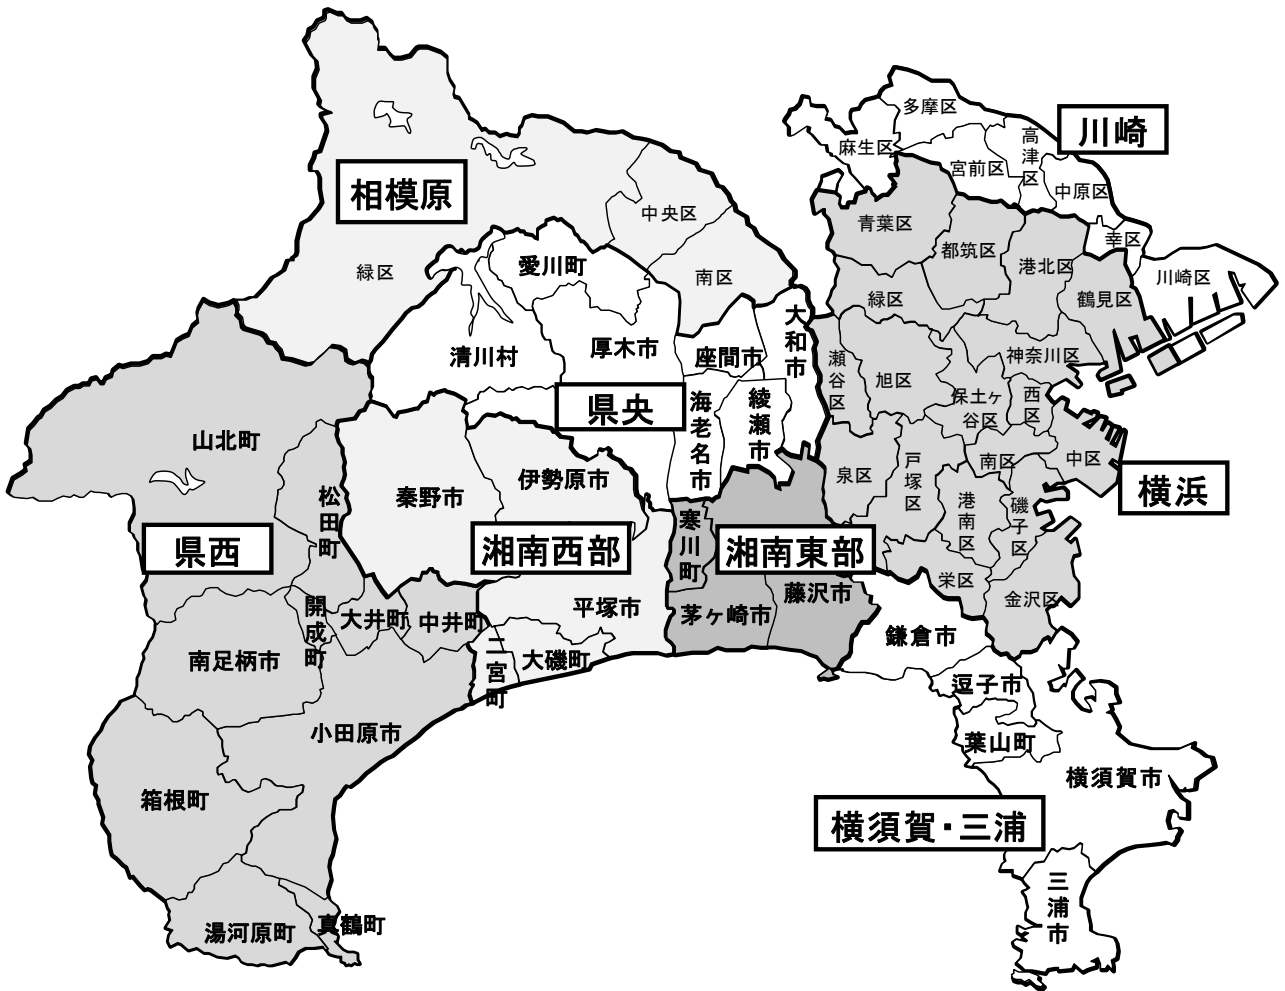 多摩区
川崎
麻生区
高津区
宮前区
中原区
相模原
中央区
青葉区
幸区
都筑区
愛川町
港北区
緑区
南区
川崎区
緑区
鶴見区
大和市
清川村
厚木市
座間市
神奈川区
瀬谷区
旭区
保土ヶ谷区
西区
県央
海老名市
綾瀬市
山北町
戸塚区
南区
中区
泉区
伊勢原市
秦野市
横浜
松田町
寒川町
港南区
磯子区
県西
湘南西部
湘南東部
栄区
藤沢市
金沢区
開成町
大井町
中井町
平塚市
茅ヶ崎市
鎌倉市
南足柄市
二宮町
大磯町
逗子市
小田原市
葉山町
横須賀市
箱根町
横須賀・三浦
三浦市
湯河原町
真鶴町